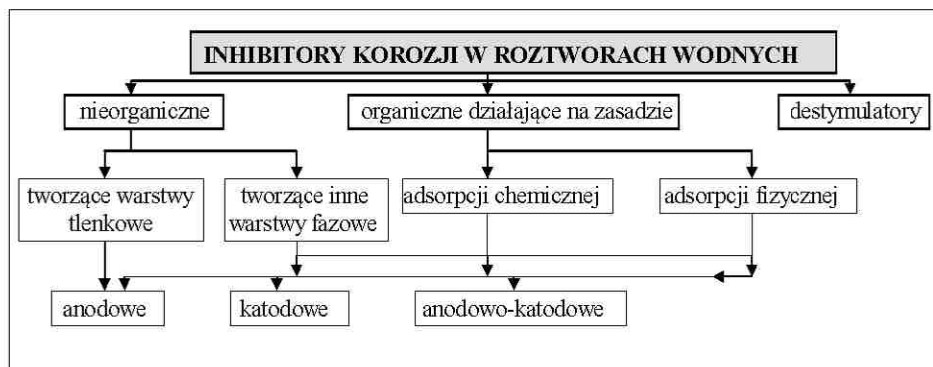 INHIBITORY KOROZJI W ROZTWORACH WODNYCH
nieorganiczne
organiczne działające na zasadzie
destymulatory
tworzące warstwy
tlenkowe
tworzące inne
warstwy fazowe
adsorpcji chemicznej
adsorpcji fizycznej
anodowe
katodowe
anodowo-katodowe